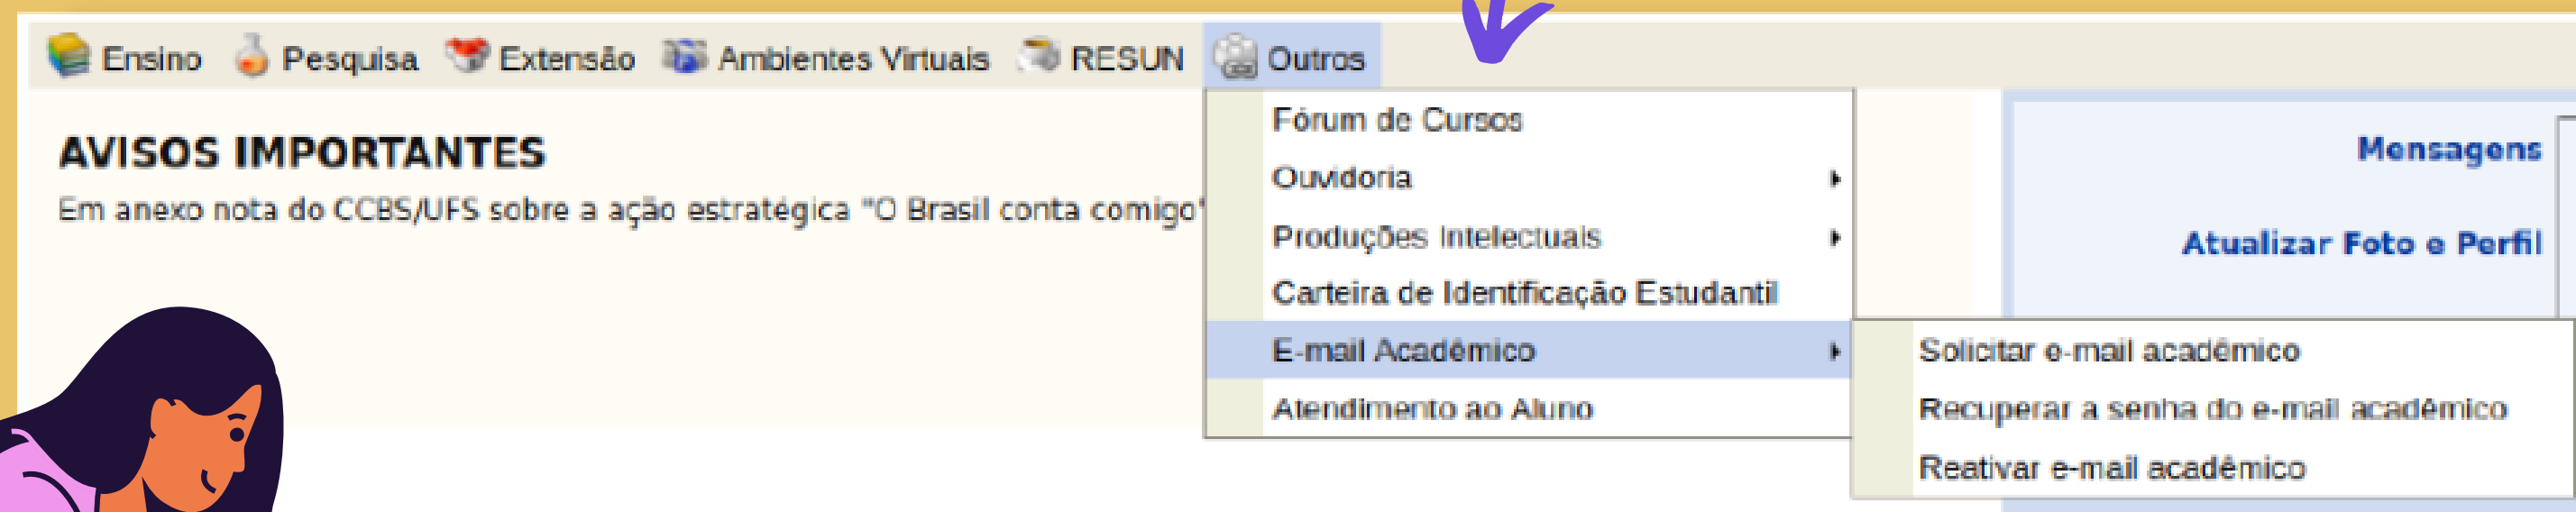 Ensino Pesquisa Extensão Ambientes Virtuais RESUN Outros
AVISOS IMPORTANTES
Em anexo nota do CCBS/UFS sobre a ação estratégica "O Brasil conta comigo"
Fórum de Cursos
Ouvidoria
Produções Intelectuais
Carteira de Identificação Estudantil
E-mail Acadêmico
Atendimento ao Aluno
Solicitar e-mail acadêmico
Recuperar a senha do e-mail acadêmico
Reativar e-mail acadêmico
Mensagens
Atualizar Foto e Perfil